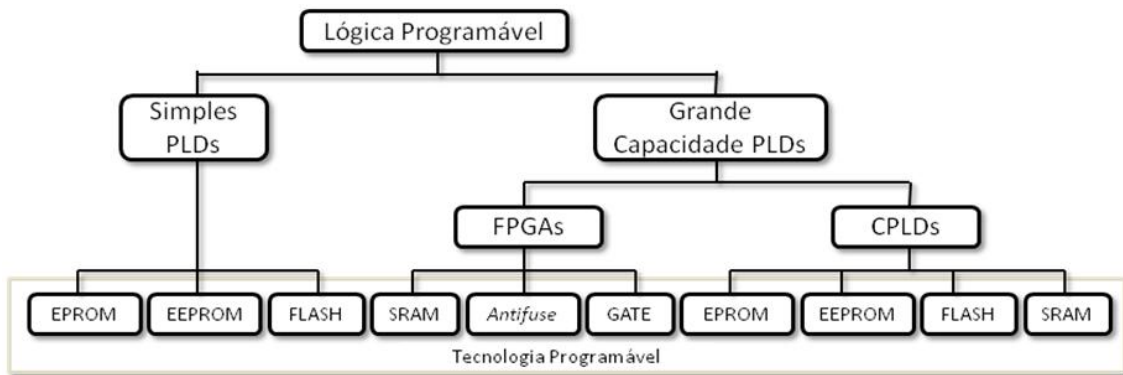 Lógica Programável
Simples
PLDs
Grande
Capacidade PLDs
FPGAs
CPLDs
EPROM
EEPROM
FLASH
SRAM
Antifuse
GATE
EPROM
EEPROM
FLASH
SRAM
Tecnologia Programável